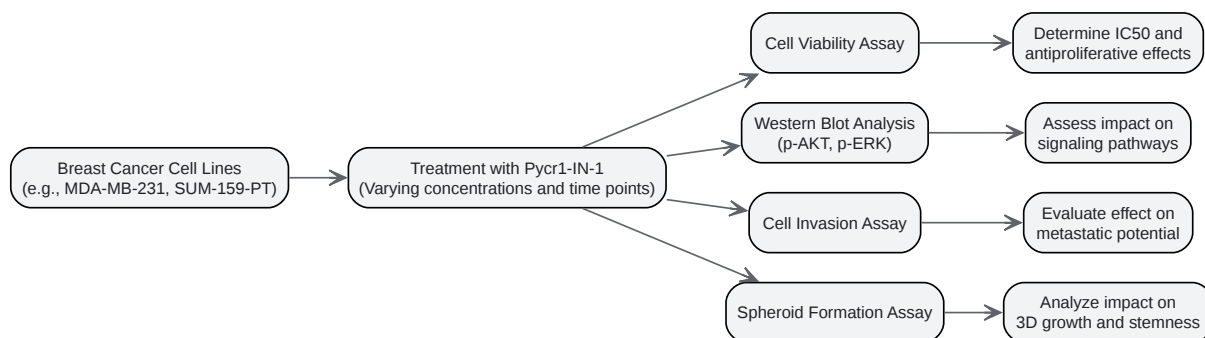 Breast Cancer Cell Lines
(e.g., MDA-MB-231, SUM-159-PT)
Treatment with Pycr1-IN-1
(Varying concentrations and time points)
Cell Viability Assay
Determine IC50 and
antiproliferative effects
Western Blot Analysis
(p-AKT, p-ERK)
Assess impact on
signaling pathways
Cell Invasion Assay
Evaluate effect on
metastatic potential
Spheroid Formation Assay
Analyze impact on
3D growth and stemness